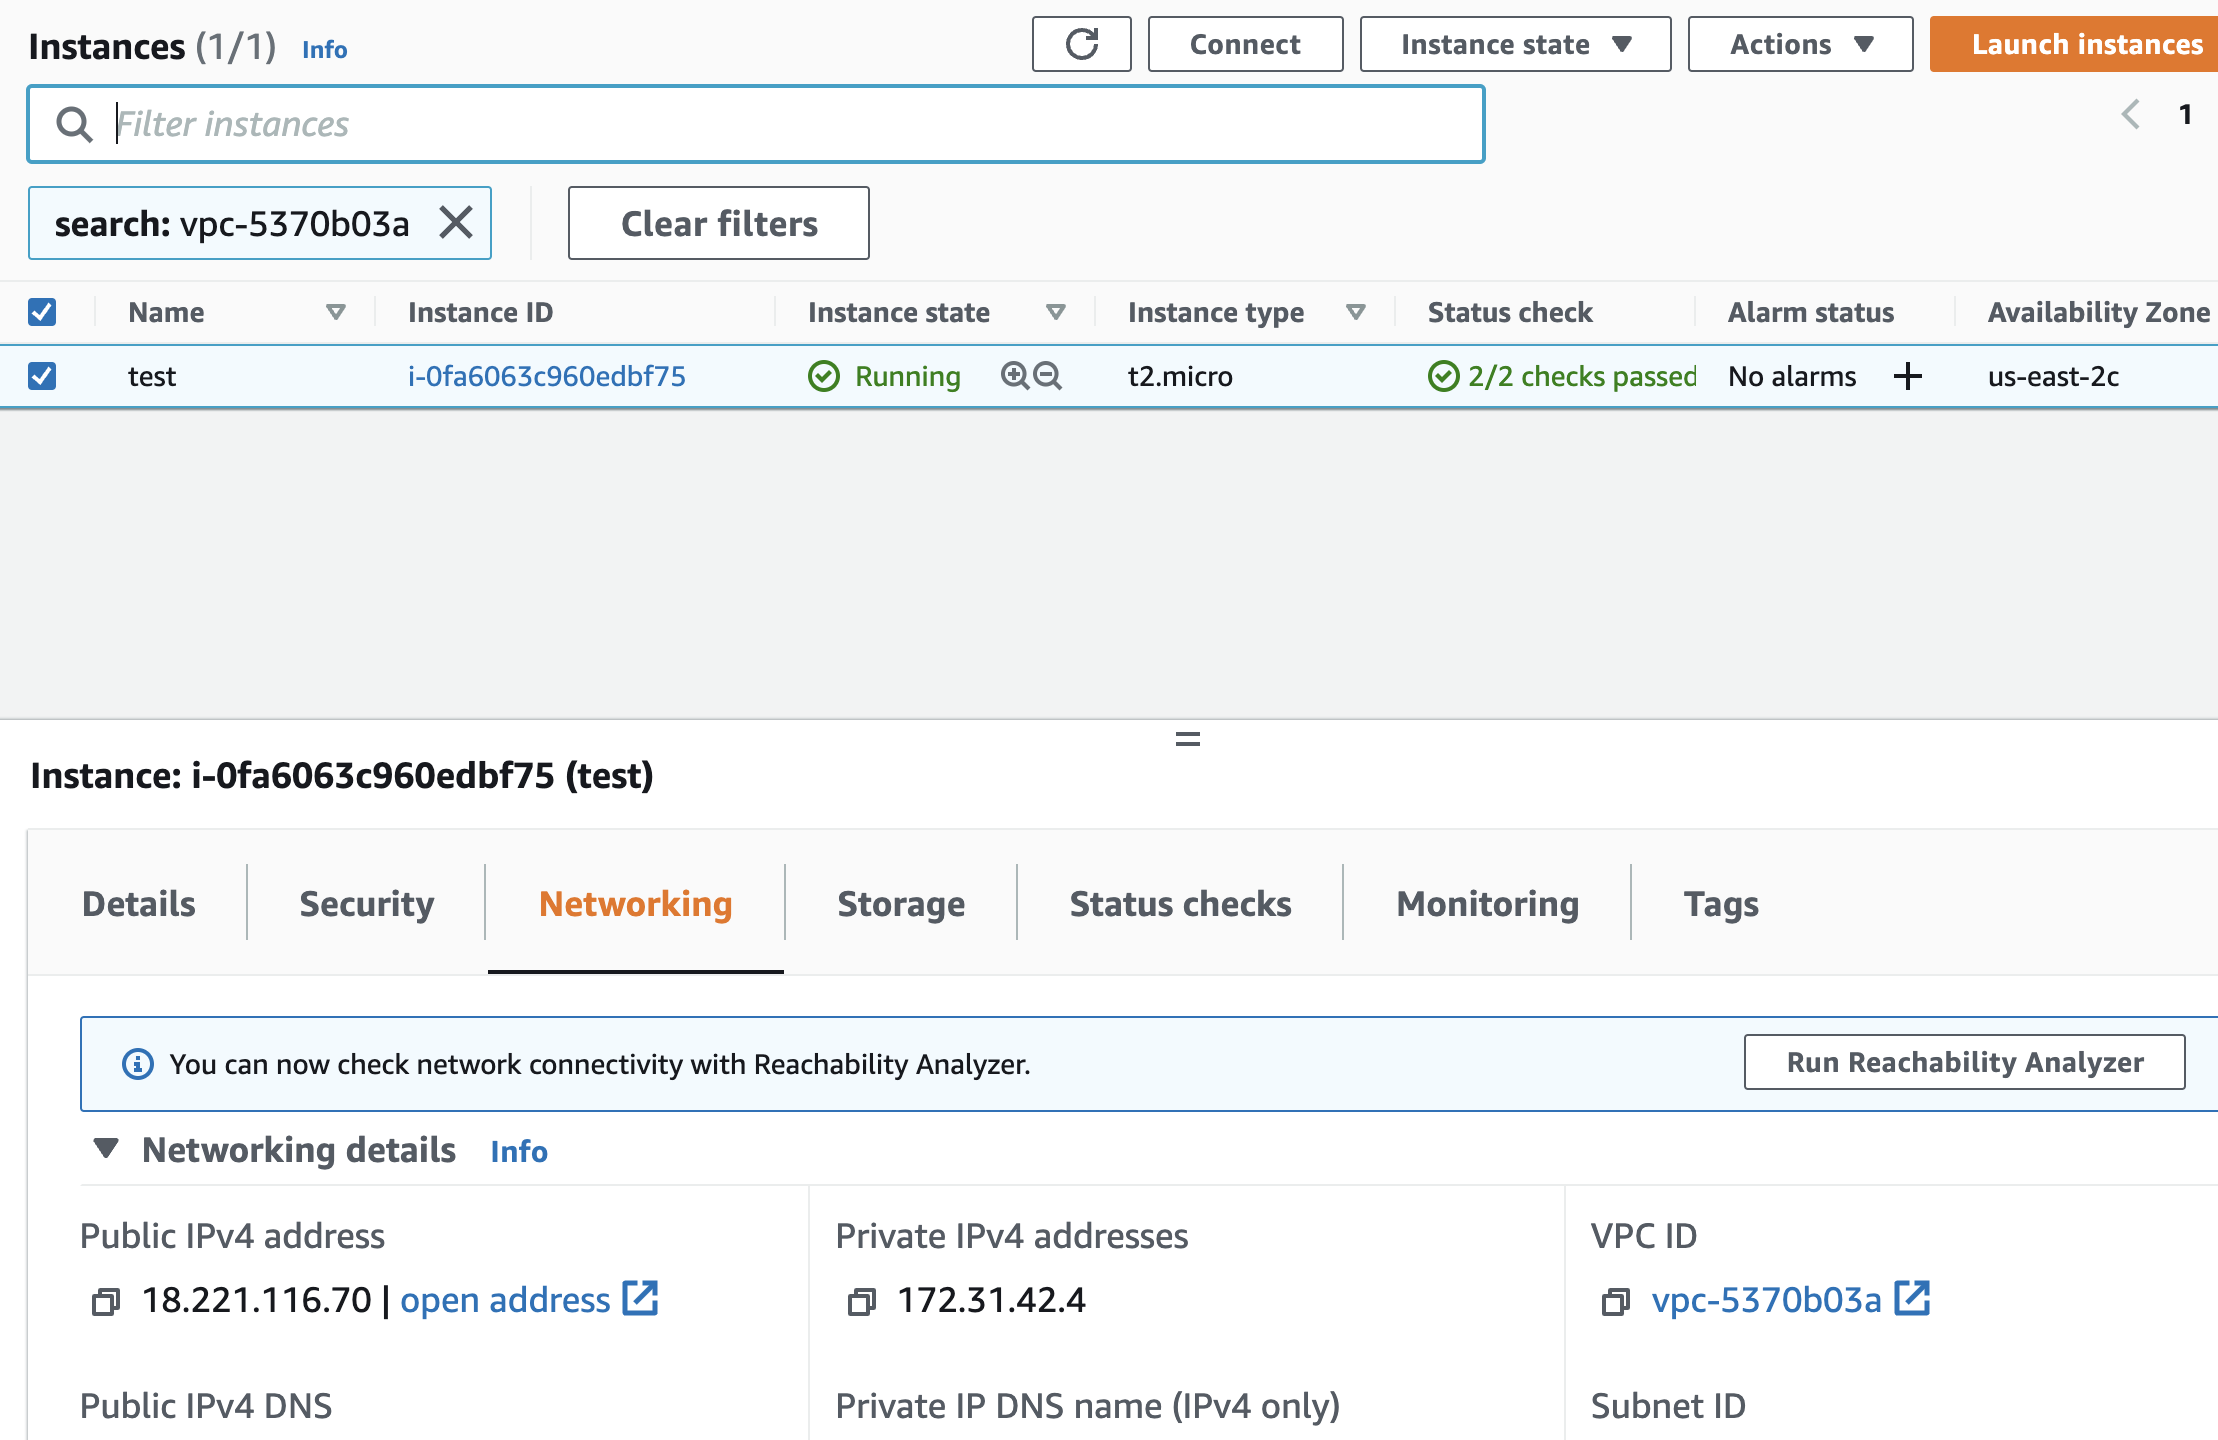 Instances (1/1) Info Connect Instance state Actions Launch instances
Filter instances 1
search: vpc-5370b03a Clear filters
Name Instance ID Instance state Instance type Status check Alarm status Availability Zone
test i-0fa6063c960edbf75 Running t2.micro 2/2 checks passed No alarms us-east-2c
Instance: i-0fa6063c960edbf75 (test)
Details Security Networking Storage Status checks Monitoring Tags
You can now check network connectivity with Reachability Analyzer. Run Reachability Analyzer
Networking details Info
Public IPv4 address Private IPv4 addresses VPC ID
18.221.116.70 | open address 172.31.42.4 vpc-5370b03a
Public IPv4 DNS Private IP DNS name (IPv4 only) Subnet ID